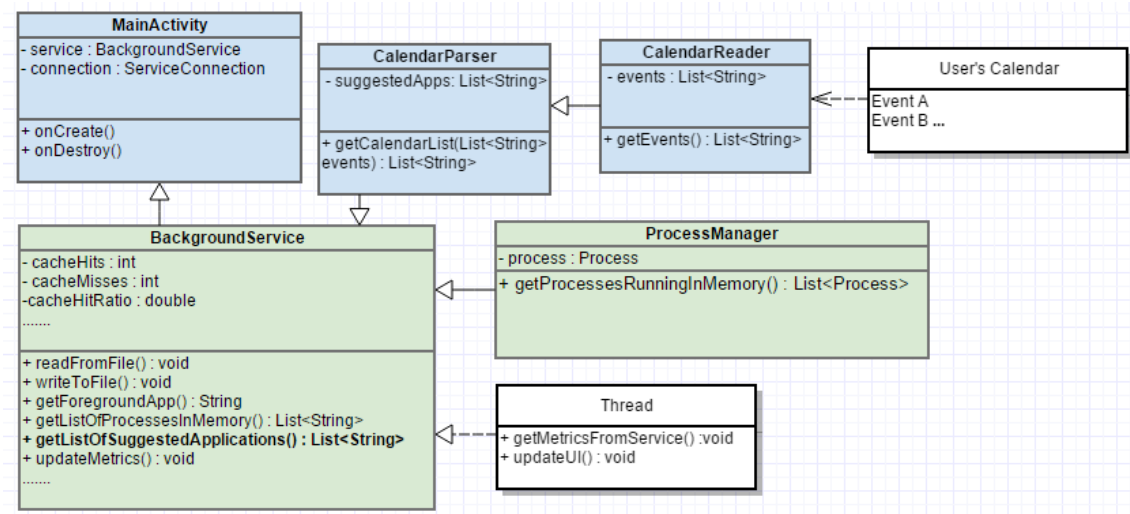 MainActivity
- service : BackgroundService
- connection : ServiceConnection
+ onCreate()
+ onDestroy()
CalendarParser
- suggestedApps: List<String>
+ getCalendarList(List<String>
events) : List<String>
CalendarReader
- events : List<String>
+ getEvents() : List<String>
User's Calendar
Event A
Event B ...
BackgroundService
- cacheHits : int
- cacheMisses : int
-cacheHitRatio : double
.......
+ readFromFile() : void
+ writeToFile() : void
+ getForegroundApp() : String
+ getListOfProcessesInMemory() : List<String>
+ getListOfSuggestedApplications() : List<String>
+ updateMetrics() : void
.......
ProcessManager
- process : Process
+ getProcessesRunningInMemory() : List<Process>
Thread
+ getMetricsFromService() :void
+ updateUI() : void